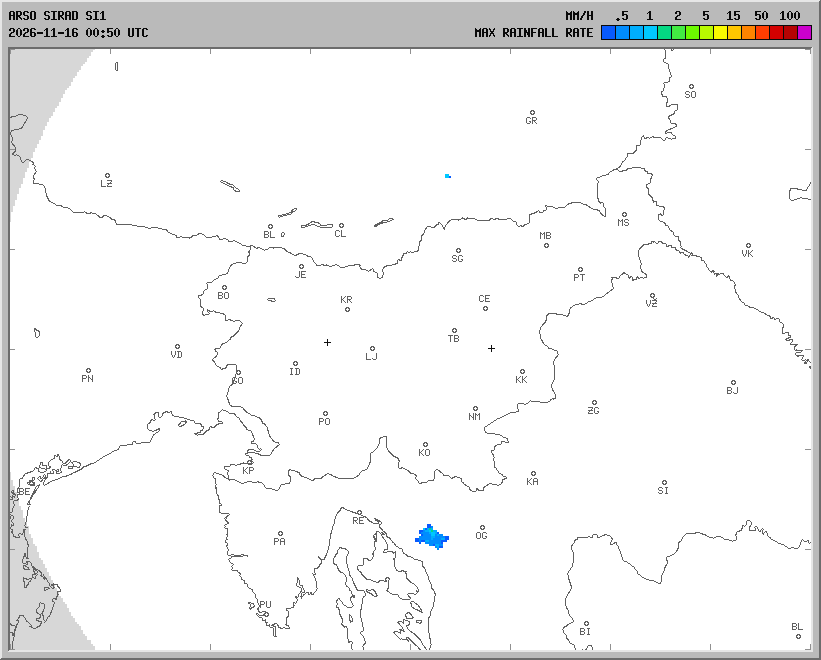 ARSO SIRAD SI1
2026-11-16 00:50 UTC
MM/H .5 1 2 5 15 50 100
MAX RAINFALL RATE
SO
GR
LZ
MS
BL
CL
MB
VK
SG
JE
PT
BO
KR
CE
VZ
TB
VD
LJ
PN
GO
ID
KK
BJ
ZG
NM
PO
KO
KP
KA
BE
SI
RE
OG
PA
PU
BI
BL